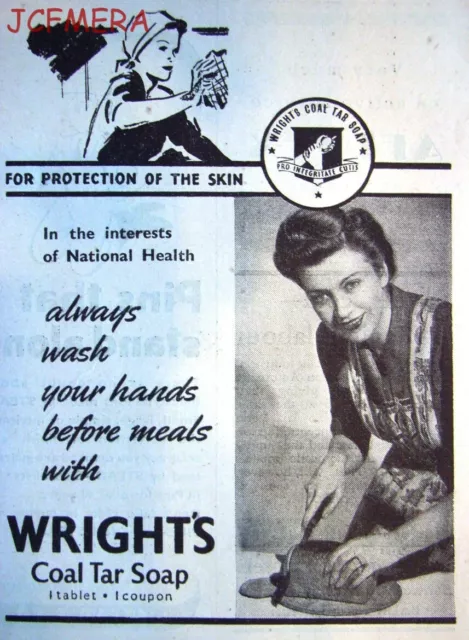 JCFMERA
WRIGHT'S COAL TAR SOAP
PRO INTEGRITATE CUTIS
FOR PROTECTION OF THE SKIN
In the interests
of National Health
always
wash
your hands
before meals
with
WRIGHT'S
Coal Tar Soap
1 tablet • 1 coupon